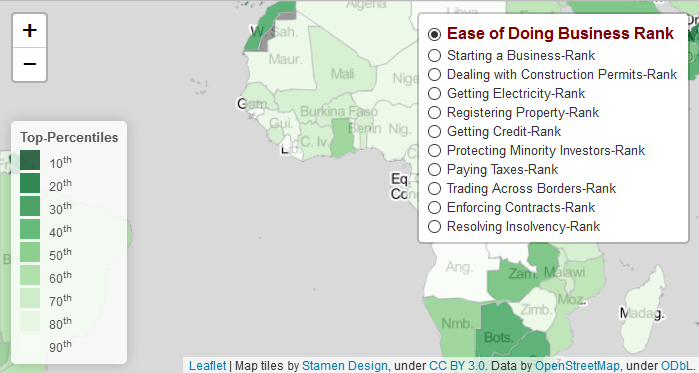 +
−
Top-Percentiles
10th
20th
30th
40th
50th
60th
70th
80th
90th
Ease of Doing Business Rank
Starting a Business-Rank
Dealing with Construction Permits-Rank
Getting Electricity-Rank
Registering Property-Rank
Getting Credit-Rank
Protecting Minority Investors-Rank
Paying Taxes-Rank
Trading Across Borders-Rank
Enforcing Contracts-Rank
Resolving Insolvency-Rank
Algeria
Libya
W. Sah.
Maur.
Mali
Nige
Gam.
Burkina Faso
Gui.
Benin
Nig.
C. Iv.
L
Eq.
Co
Ang.
Zam.
Malawi
Moz.
Zimb.
Madag.
Nmb.
Bots.
B
Leaflet | Map tiles by Stamen Design, under CC BY 3.0. Data by OpenStreetMap, under ODbL.